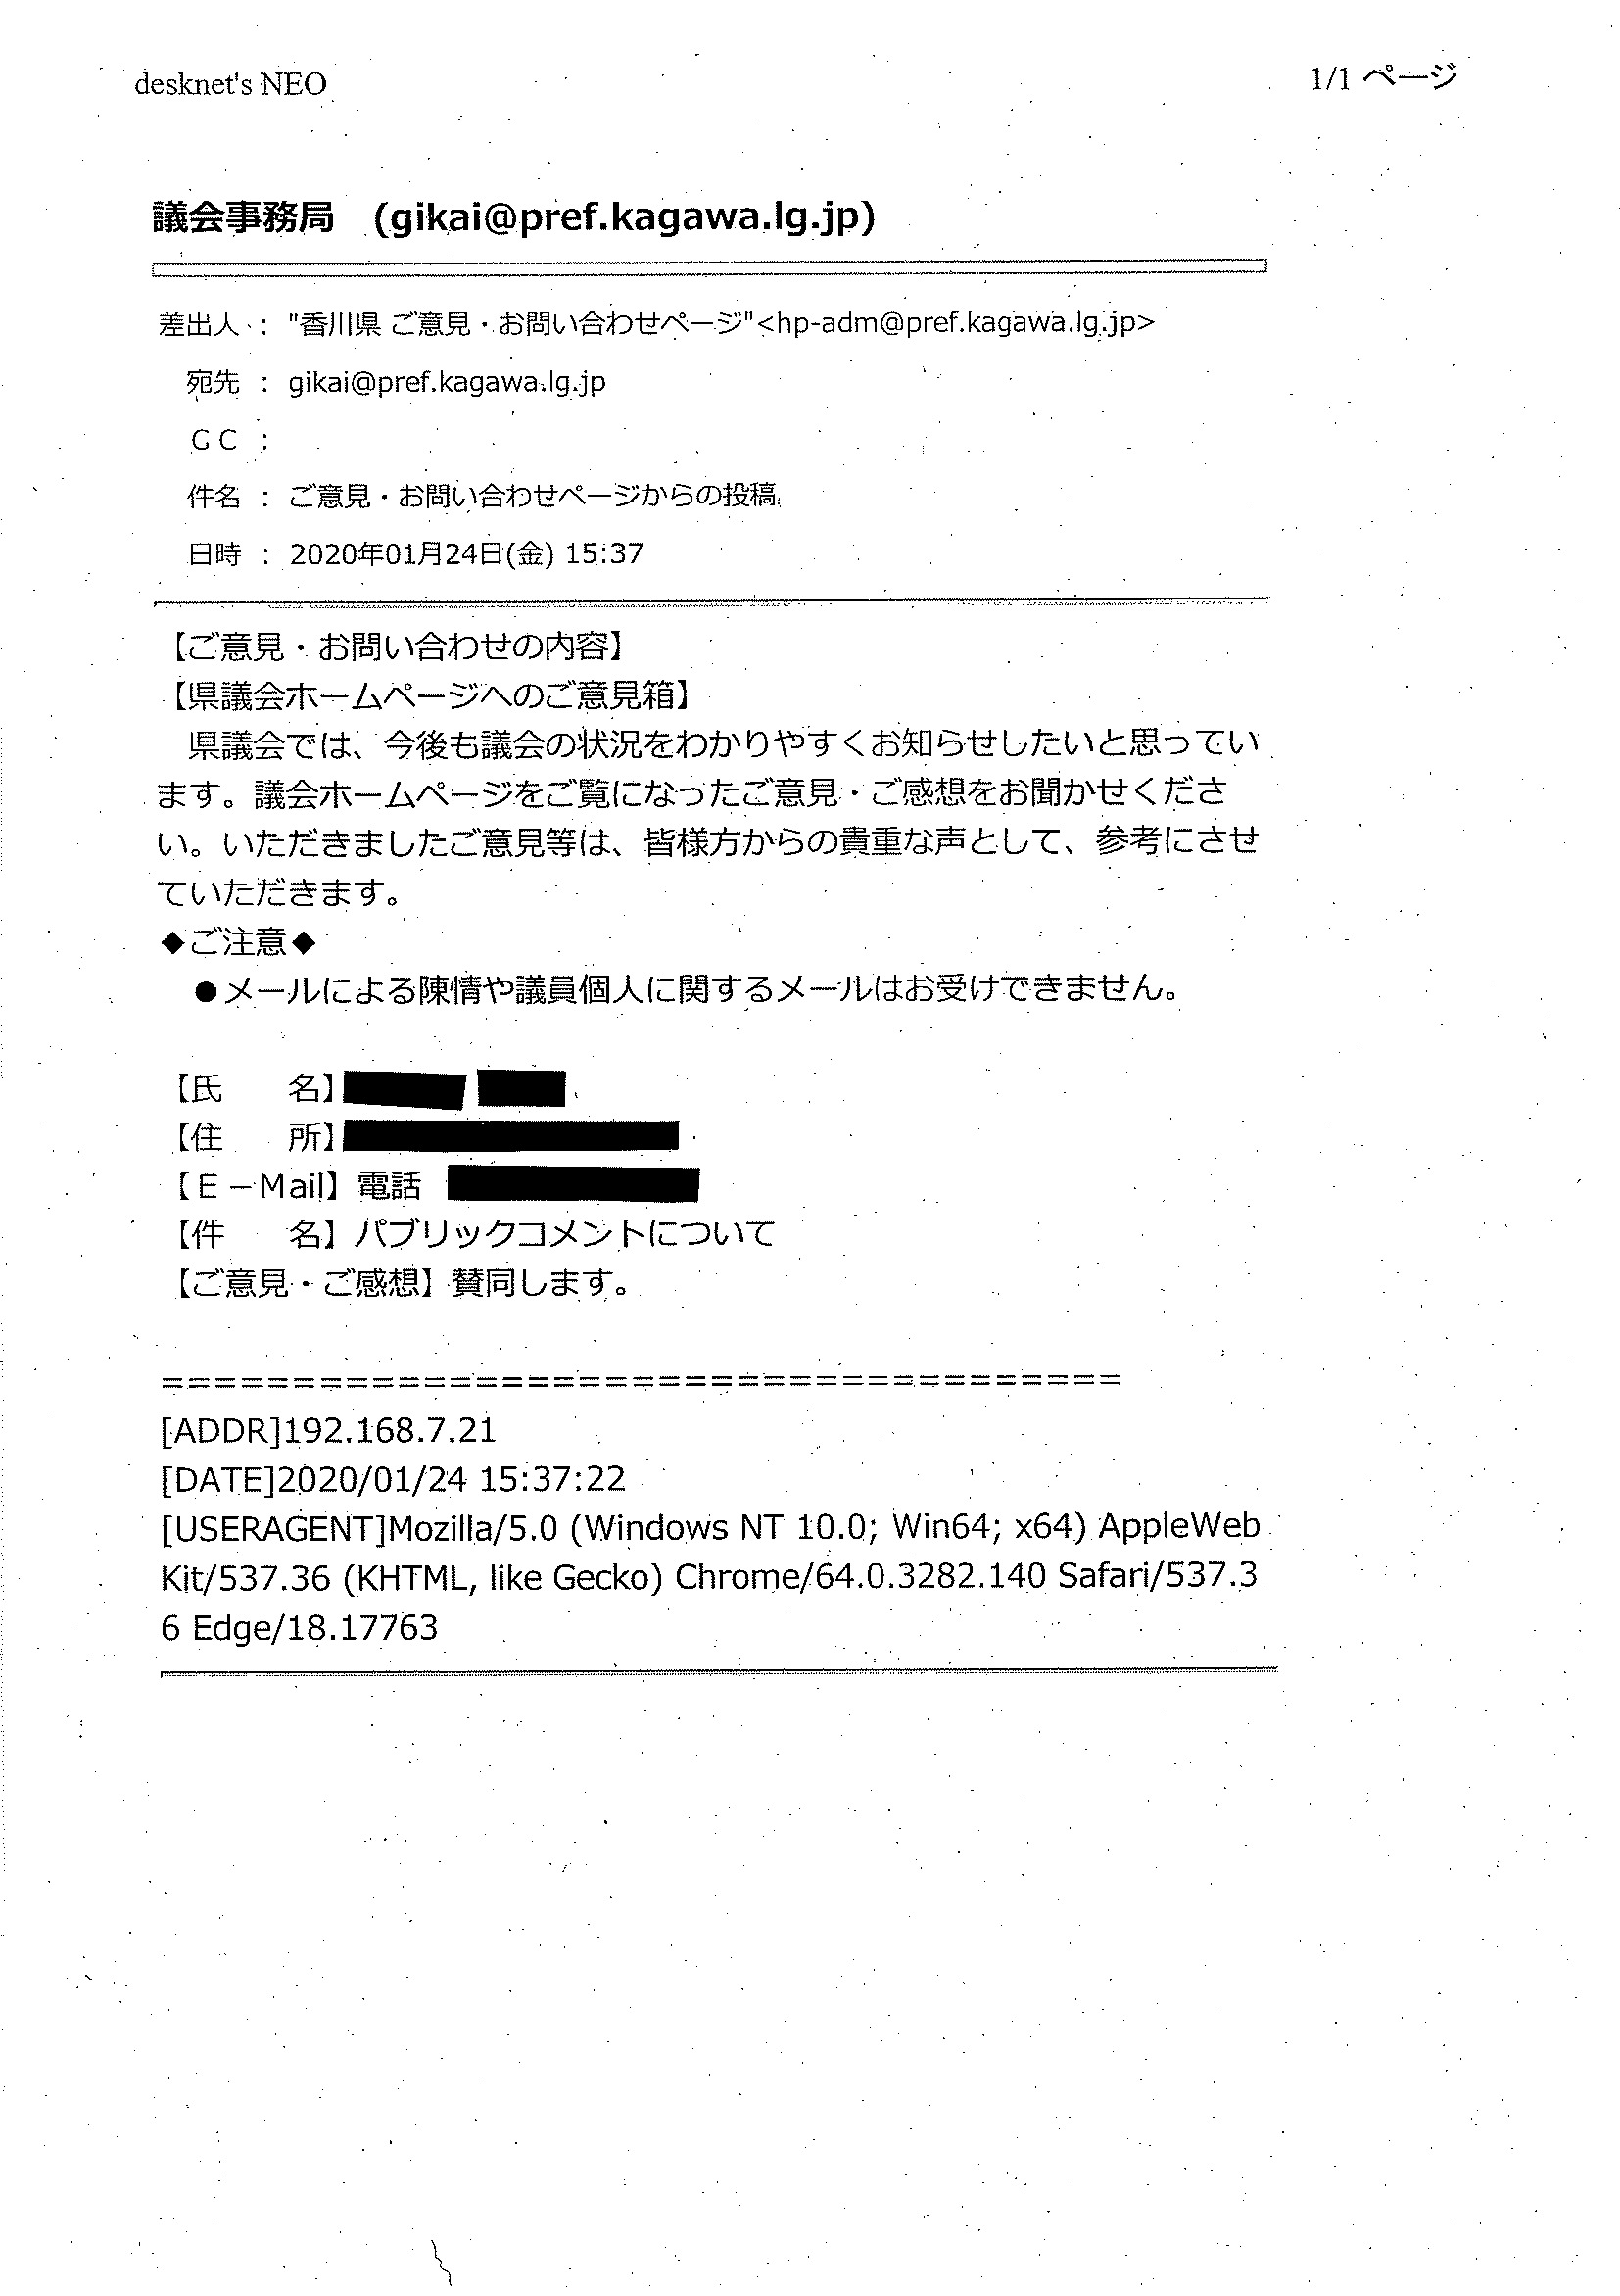 desknet's NEO
1/1 ページ
議会事務局 (gikai@pref.kagawa.lg.jp)
差出人 : "香川県 ご意見・お問い合わせページ"<hp-adm@pref.kagawa.lg.jp>
宛先 : gikai@pref.kagawa.lg.jp
CC :
件名 : ご意見・お問い合わせページからの投稿
日時 : 2020年01月24日(金) 15:37
【ご意見・お問い合わせの内容】
【県議会ホームページへのご意見箱】
県議会では、今後も議会の状況をわかりやすくお知らせしたいと思ってい
ます。議会ホームページをご覧になったご意見・ご感想をお聞かせくださ
い。いただきましたご意見等は、皆様方からの貴重な声として、参考にさせ
ていただきます。
◆ご注意◆
●メールによる陳情や議員個人に関するメールはお受けできません。
【氏　　名】
【住　　所】
【E－Mail】電話
【件　　名】パブリックコメントについて
【ご意見・ご感想】賛同します。
=====================================
[ADDR]192.168.7.21
[DATE]2020/01/24 15:37:22
[USERAGENT]Mozilla/5.0 (Windows NT 10.0; Win64; x64) AppleWeb
Kit/537.36 (KHTML, like Gecko) Chrome/64.0.3282.140 Safari/537.3
6 Edge/18.17763